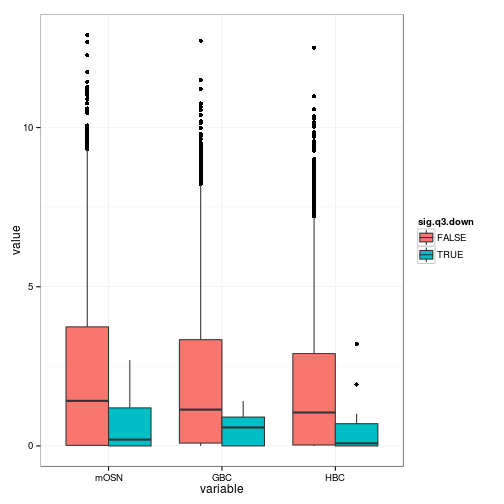 10
5
0
value
mOSN GBC HBC
variable
sig.q3.down
FALSE
TRUE